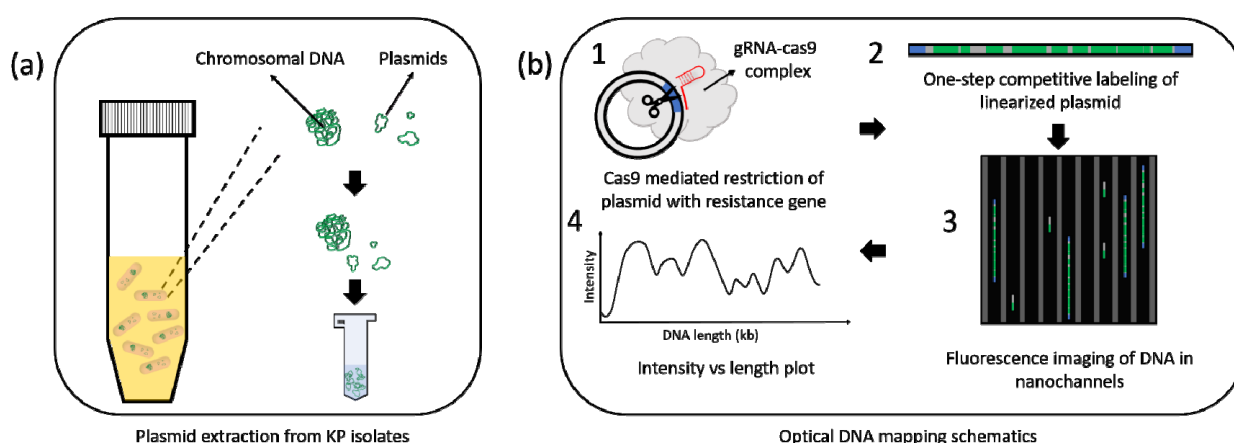 (a)
Chromosomal DNA
Plasmids
Plasmid extraction from KP isolates
(b)
1
gRNA-cas9
complex
Cas9 mediated restriction of
plasmid with resistance gene
2
One-step competitive labeling of
linearized plasmid
3
Fluorescence imaging of DNA in
nanochannels
4
Intensity
DNA length (kb)
Intensity vs length plot
Optical DNA mapping schematics